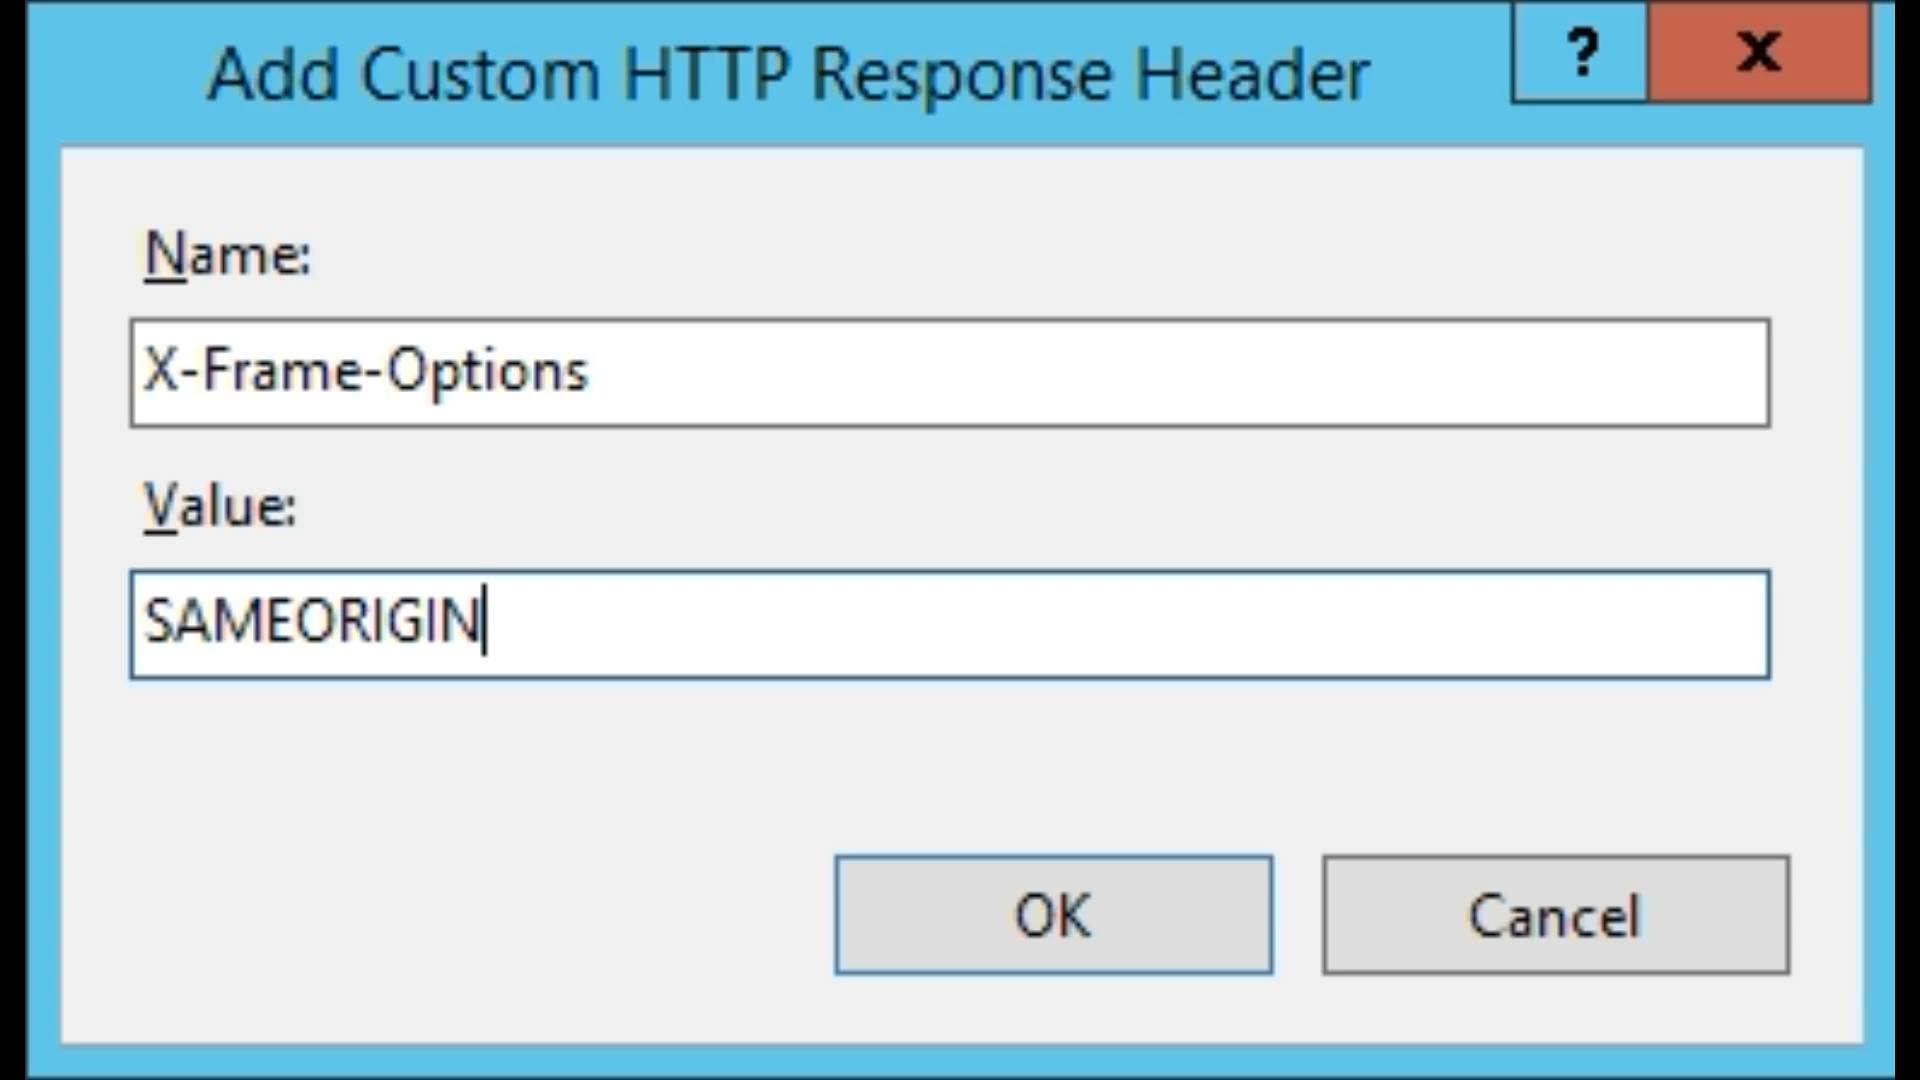 Add Custom HTTP Response Header
?
x
Name:
X-Frame-Options
Value:
SAMEORIGIN
OK
Cancel